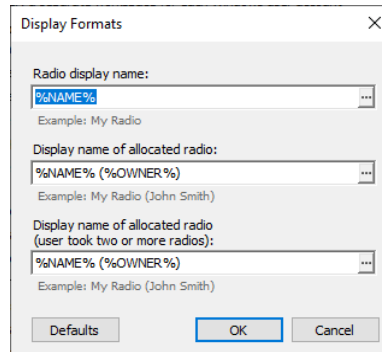 Display Formats
Radio display name:
%NAME%
...
Example: My Radio
Display name of allocated radio:
%NAME% (%OWNER%)
...
Example: My Radio (John Smith)
Display name of allocated radio
(user took two or more radios):
%NAME% (%OWNER%)
...
Example: My Radio (John Smith)
Defaults
OK
Cancel